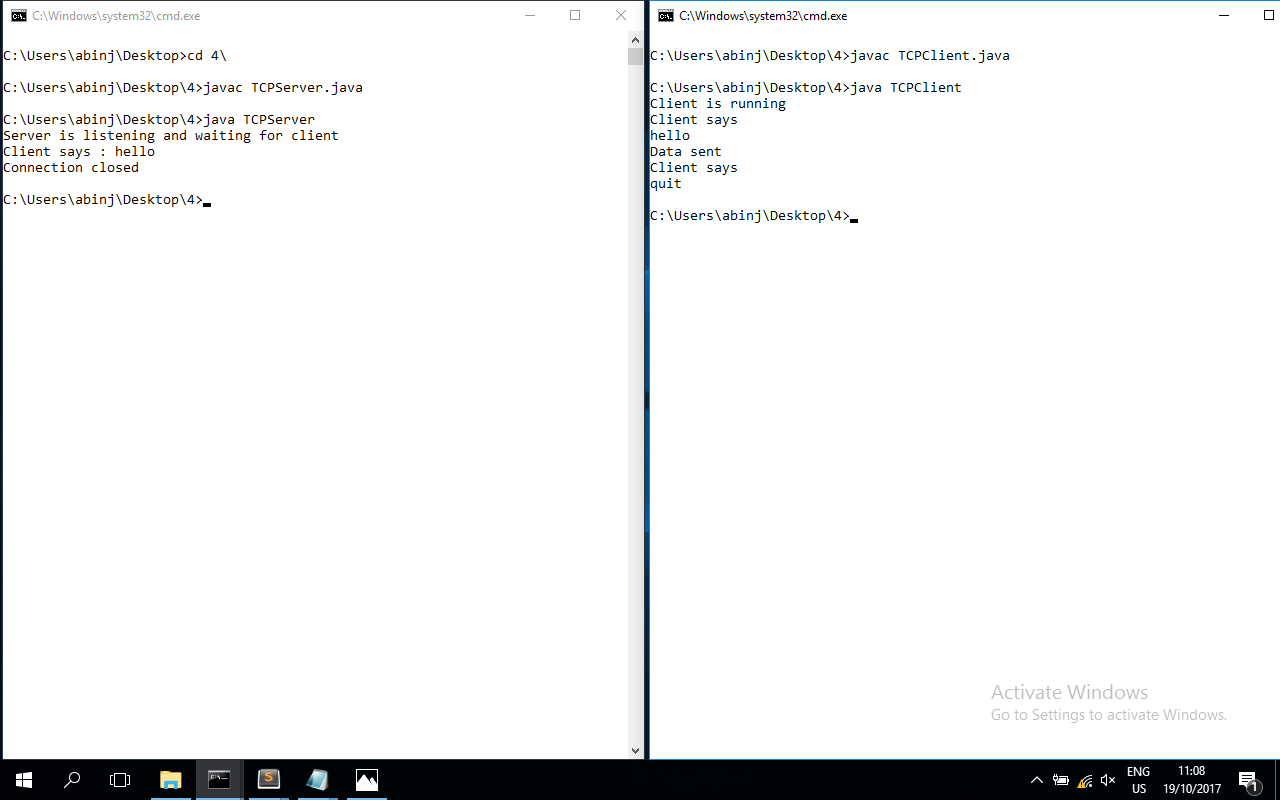 C:\Windows\system32\cmd.exe
C:\Users\abinj\Desktop>cd 4\
C:\Users\abinj\Desktop\4>javac TCPServer.java
C:\Users\abinj\Desktop\4>java TCPServer
Server is listening and waiting for client
Client says : hello
Connection closed
C:\Users\abinj\Desktop\4>
C:\Windows\system32\cmd.exe
C:\Users\abinj\Desktop\4>javac TCPClient.java
C:\Users\abinj\Desktop\4>java TCPClient
Client is running
Client says
hello
Data sent
Client says
quit
C:\Users\abinj\Desktop\4>
Activate Windows
Go to Settings to activate Windows.
ENG
US
11:08
19/10/2017
1